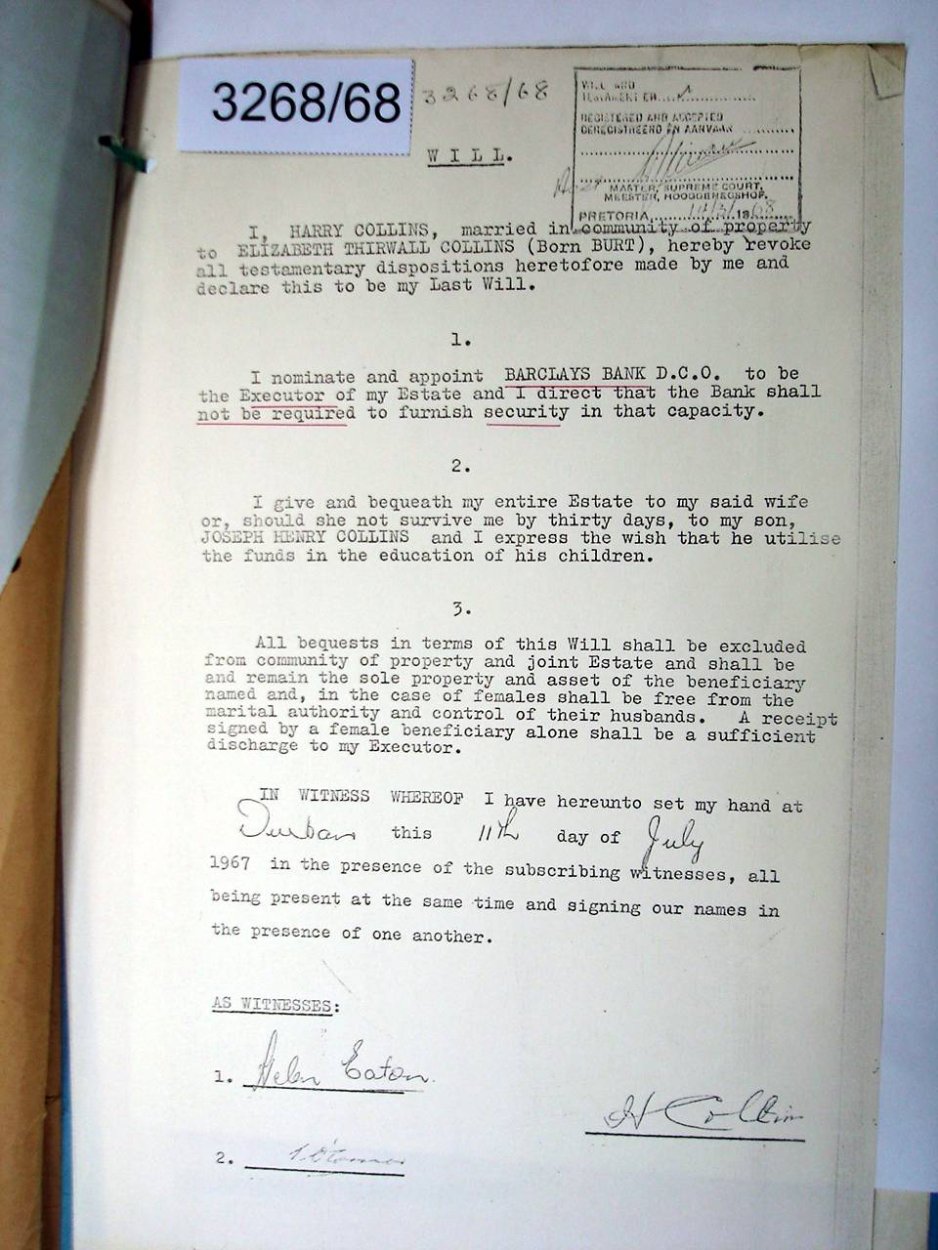 3268/68
3268/68
WILL AND
TESTAMENT EN
REGISTERED AND ACCEPTED
GEREGISTREERD EN AANVAAR
MASTER, SUPREME COURT,
MEESTER, HOOGGEREGSHOF.
PRETORIA, 1968
WILL.
I, HARRY COLLINS, married in community of property
to ELIZABETH THIRWALL COLLINS (Born BURT), hereby revoke
all testamentary dispositions heretofore made by me and
declare this to be my Last Will.
1.
I nominate and appoint BARCLAYS BANK D.C.O. to be
the Executor of my Estate and I direct that the Bank shall
not be required to furnish security in that capacity.
2.
I give and bequeath my entire Estate to my said wife
or, should she not survive me by thirty days, to my son,
JOSEPH HENRY COLLINS and I express the wish that he utilise
the funds in the education of his children.
3.
All bequests in terms of this Will shall be excluded
from community of property and joint Estate and shall be
and remain the sole property and asset of the beneficiary
named and, in the case of females shall be free from the
marital authority and control of their husbands. A receipt
signed by a female beneficiary alone shall be a sufficient
discharge to my Executor.
IN WITNESS WHEREOF I have hereunto set my hand at
Durban this 11th day of July
1967 in the presence of the subscribing witnesses, all
being present at the same time and signing our names in
the presence of one another.
AS WITNESSES:
1. Helen Eaton.
H Collins
2.